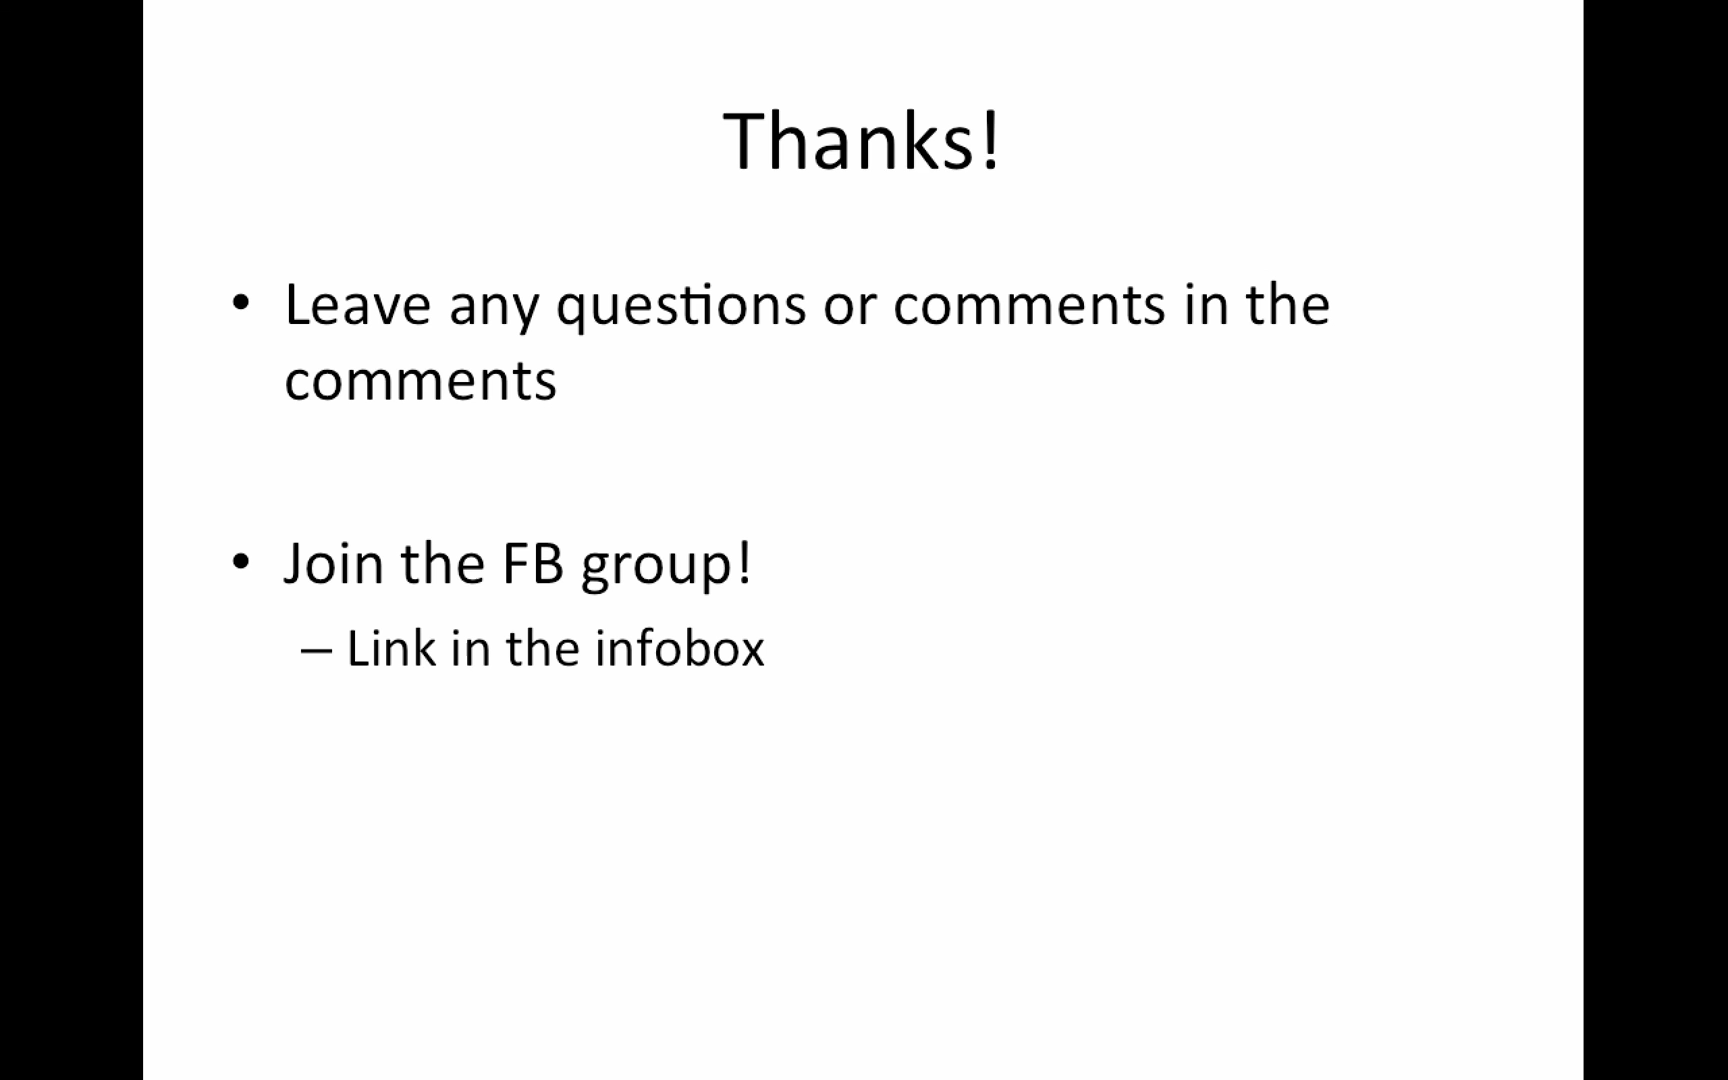 Thanks!
• Leave any questions or comments in the
comments
• Join the FB group!
– Link in the infobox